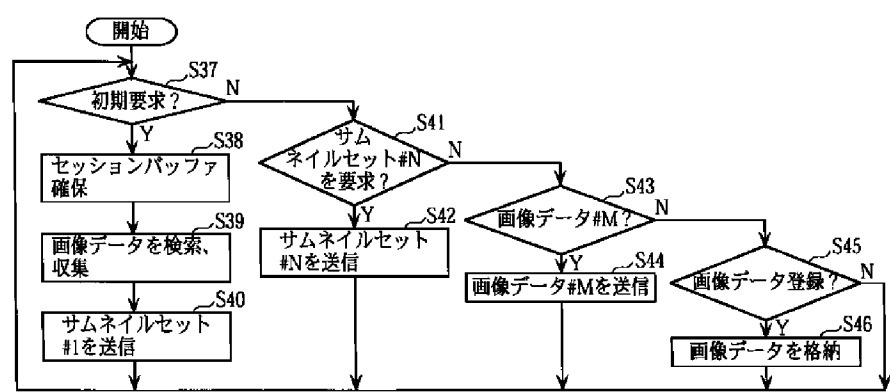 開始
S37
初期要求?
N
Y
S38
セッションバッファ
確保
S39
画像データを検索、
収集
S40
サムネイルセット
#1を送信
S41
サム
ネイルセット#N
を要求?
N
Y
S42
サムネイルセット
#Nを送信
S43
画像データ#M?
N
Y
S44
画像データ#Mを送信
S45
画像データ登録?
N
Y
S46
画像データを格納